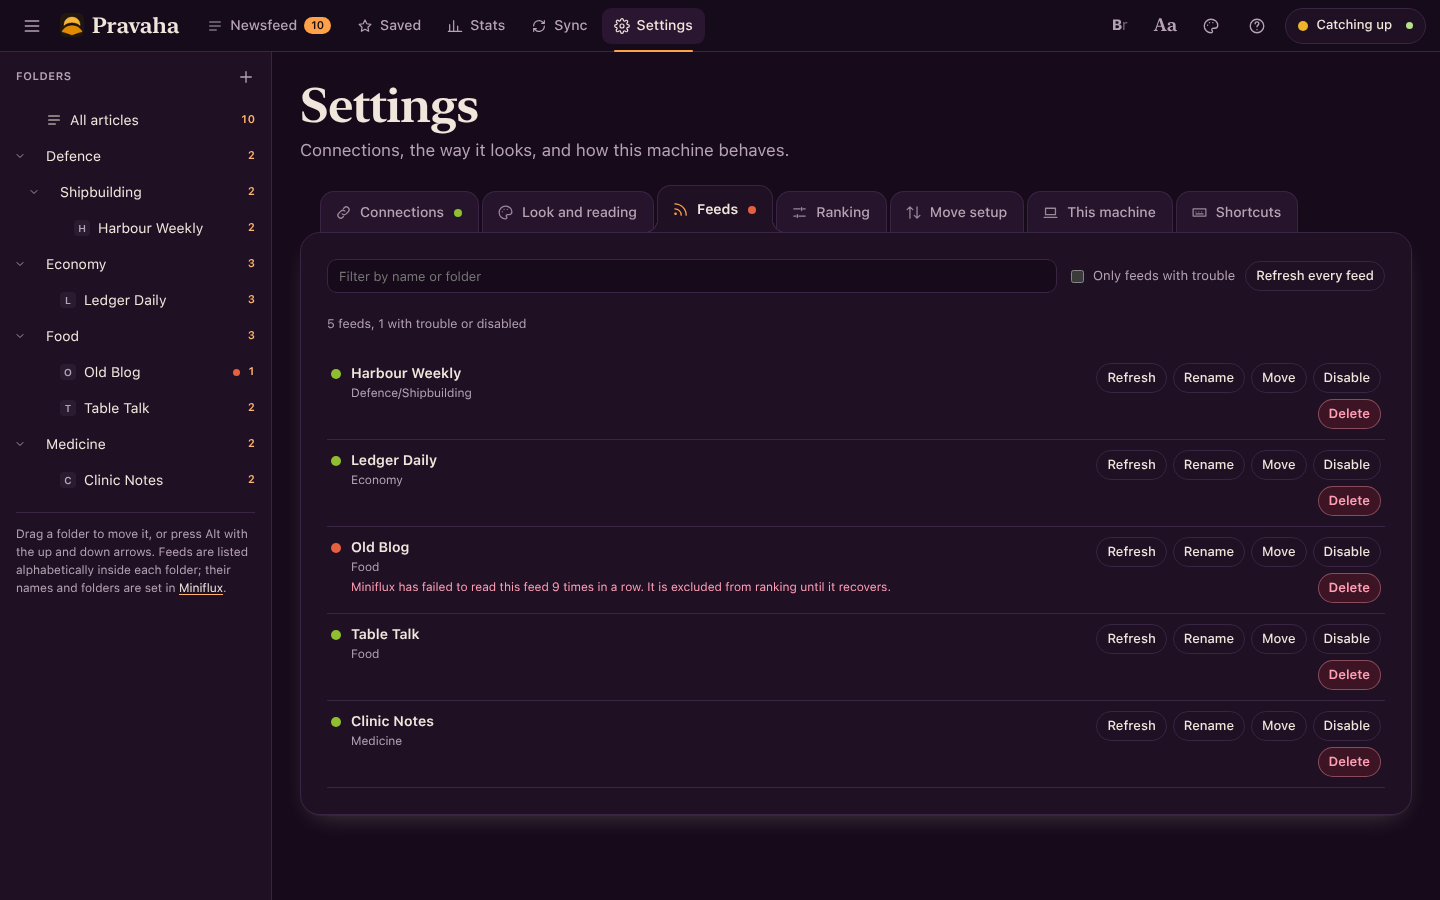 Pravaha
Newsfeed 10
Saved
Stats
Sync
Settings
Br
Aa
Catching up
FOLDERS
All articles 10
Defence 2
Shipbuilding 2
H Harbour Weekly 2
Economy 3
L Ledger Daily 3
Food 3
O Old Blog 1
T Table Talk 2
Medicine 2
C Clinic Notes 2
Drag a folder to move it, or press Alt with
the up and down arrows. Feeds are listed
alphabetically inside each folder; their
names and folders are set in Miniflux.
Settings
Connections, the way it looks, and how this machine behaves.
Connections
Look and reading
Feeds
Ranking
Move setup
This machine
Shortcuts
Filter by name or folder
Only feeds with trouble
Refresh every feed
5 feeds, 1 with trouble or disabled
Harbour Weekly
Defence/Shipbuilding
Refresh Rename Move Disable
Delete
Ledger Daily
Economy
Refresh Rename Move Disable
Delete
Old Blog
Food
Miniflux has failed to read this feed 9 times in a row. It is excluded from ranking until it recovers.
Refresh Rename Move Disable
Delete
Table Talk
Food
Refresh Rename Move Disable
Delete
Clinic Notes
Medicine
Refresh Rename Move Disable
Delete